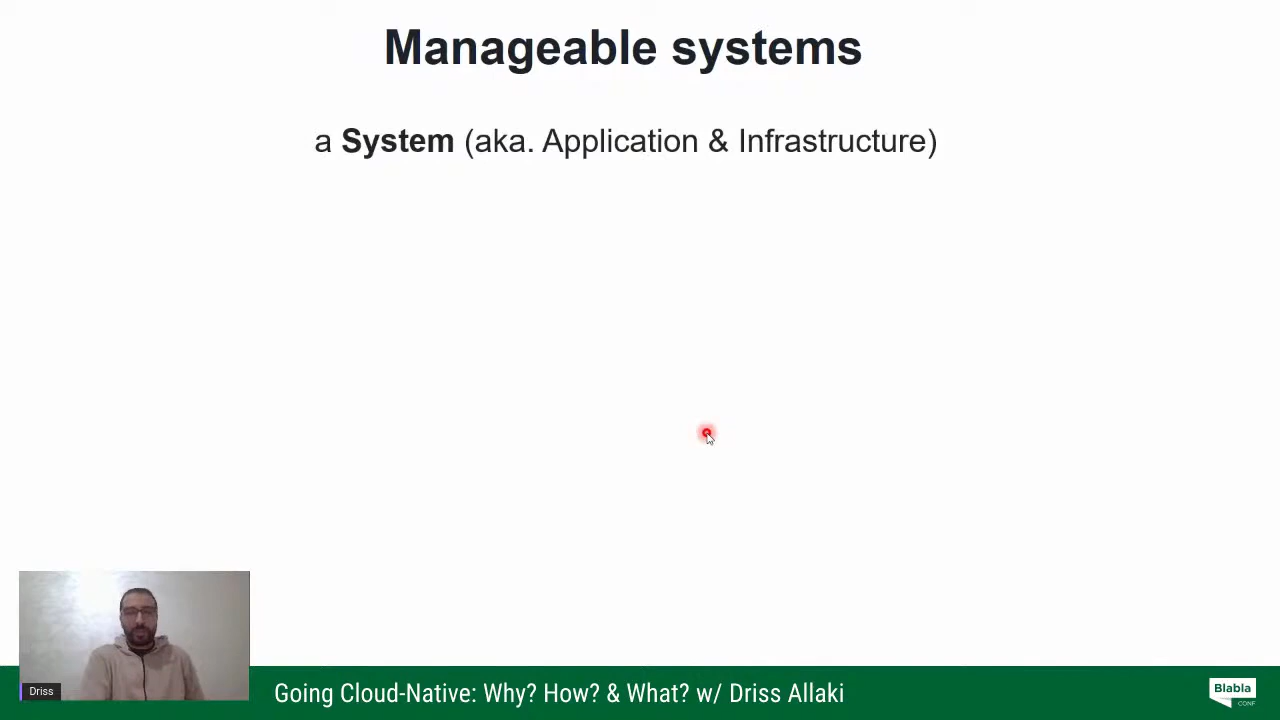 Manageable systems
a System (aka. Application & Infrastructure)
Driss
Going Cloud-Native: Why? How? & What? w/ Driss Allaki
Blabla
CONF